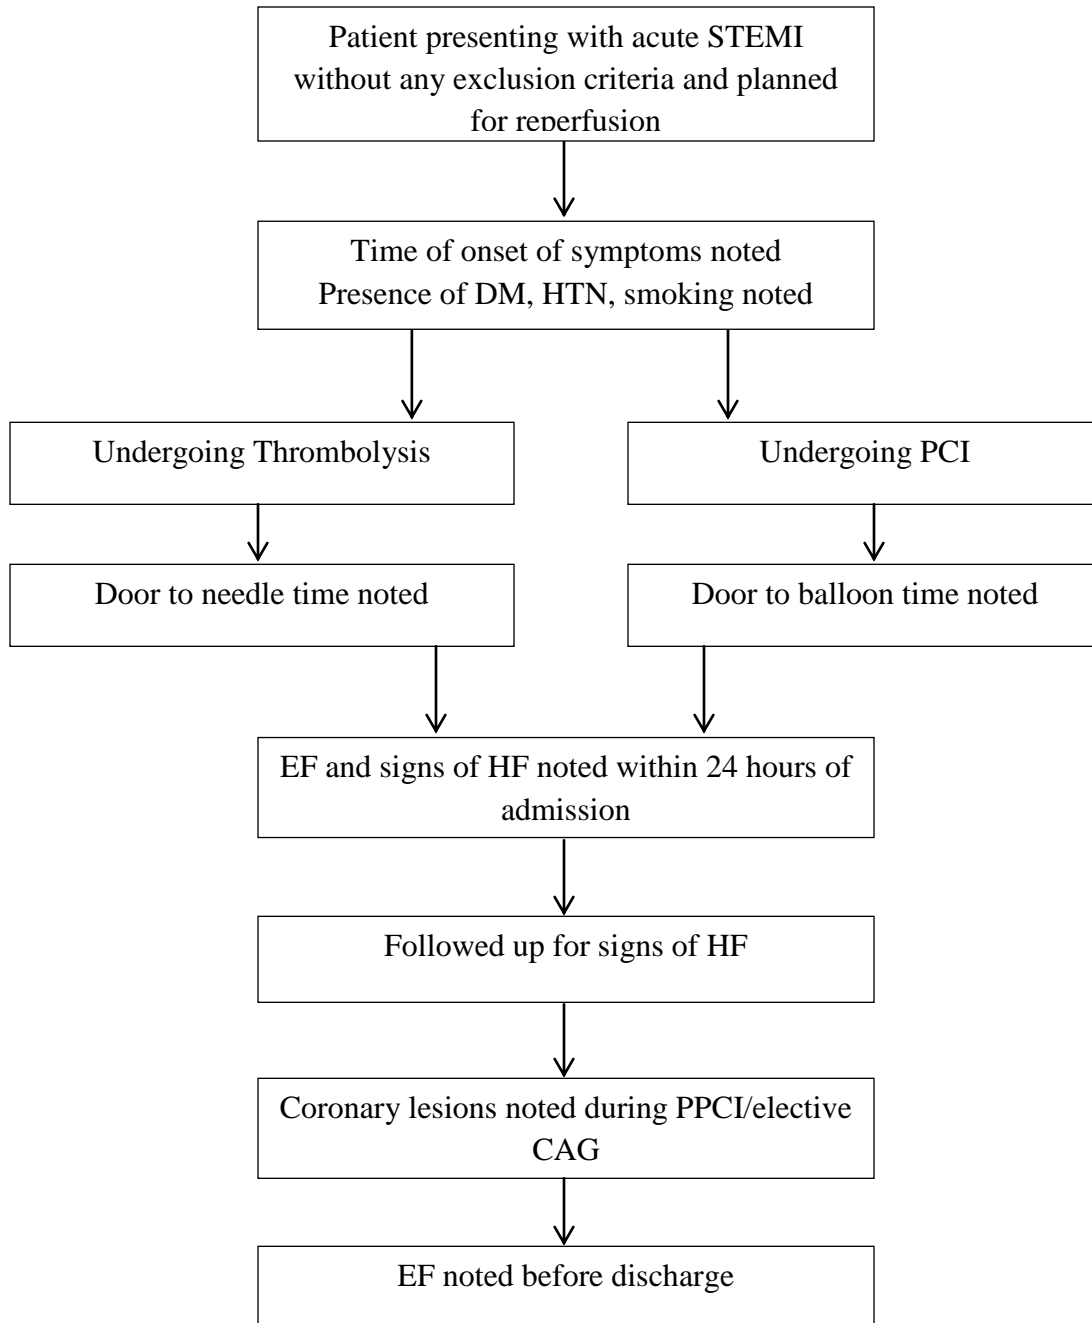 Patient presenting with acute STEMI
without any exclusion criteria and planned
for reperfusion
Time of onset of symptoms noted
Presence of DM, HTN, smoking noted
Undergoing Thrombolysis
Undergoing PCI
Door to needle time noted
Door to balloon time noted
EF and signs of HF noted within 24 hours of
admission
Followed up for signs of HF
Coronary lesions noted during PPCI/elective
CAG
EF noted before discharge